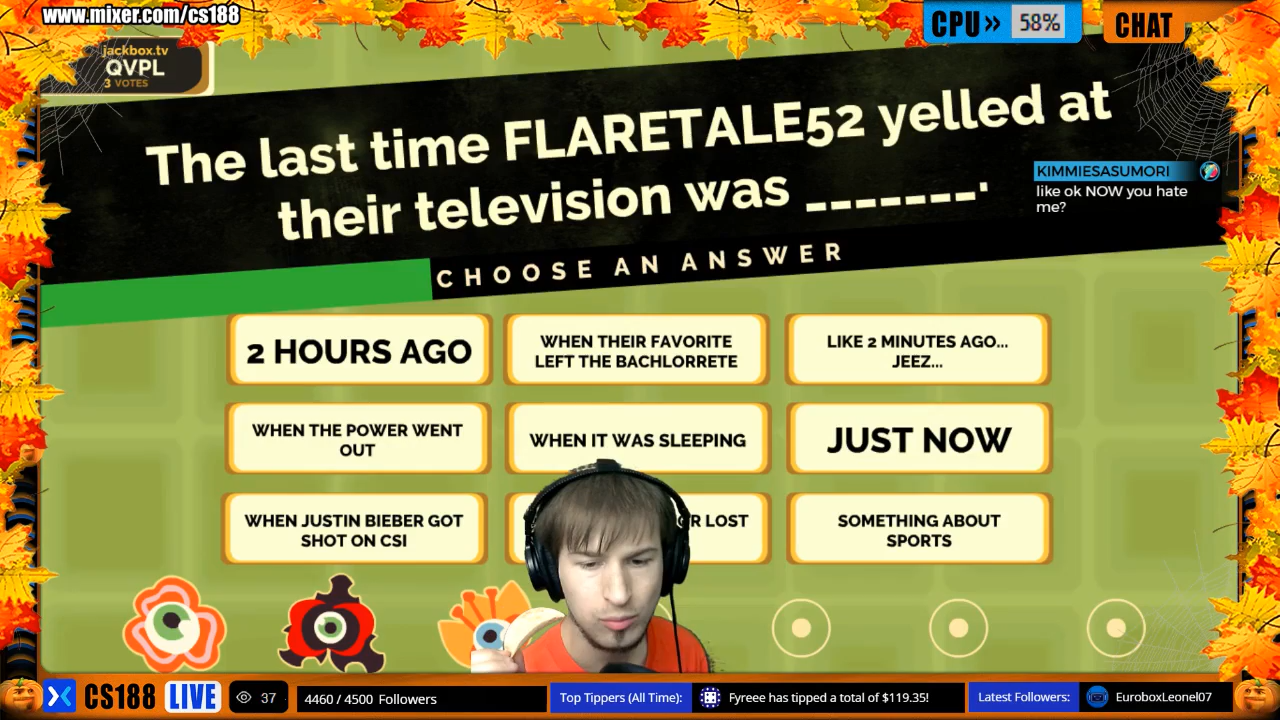 www.mixer.com/cs188
CPU»
58%
CHAT
jackbox.tv
QVPL
3 VOTES
The last time FLARETALE52 yelled at
their television was _______.
KIMMIESASUMORI
like ok NOW you hate
me?
CHOOSE AN ANSWER
2 HOURS AGO
WHEN THEIR FAVORITE
LEFT THE BACHLORRETE
LIKE 2 MINUTES AGO...
JEEZ...
WHEN THE POWER WENT
OUT
WHEN IT WAS SLEEPING
JUST NOW
WHEN JUSTIN BIEBER GOT
SHOT ON CSI
LOST
SOMETHING ABOUT
SPORTS
CS188 LIVE
37
4460 / 4500 Followers
Top Tippers (All Time):
Fyreee has tipped a total of $119.35!
Latest Followers:
EuroboxLeonel07